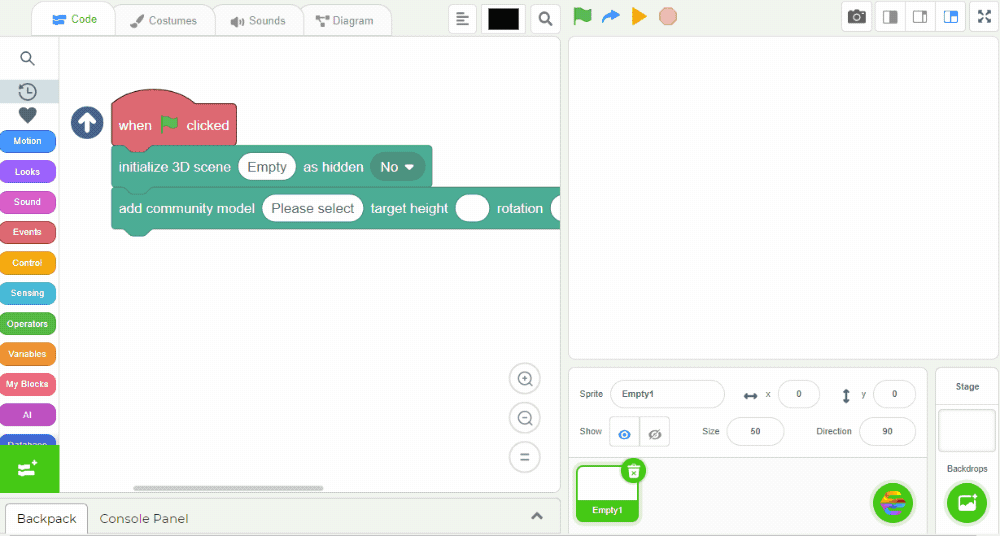 Code
Costumes
Sounds
Diagram
Motion
Looks
Sound
Events
Control
Sensing
Operators
Variables
My Blocks
AI
Database
when clicked
initialize 3D scene Empty as hidden No
add community model Please select target height rotation
=
Backpack
Console Panel
Sprite Empty1 x 0 y 0
Show Size 50 Direction 90
Empty1
Stage
Backdrops